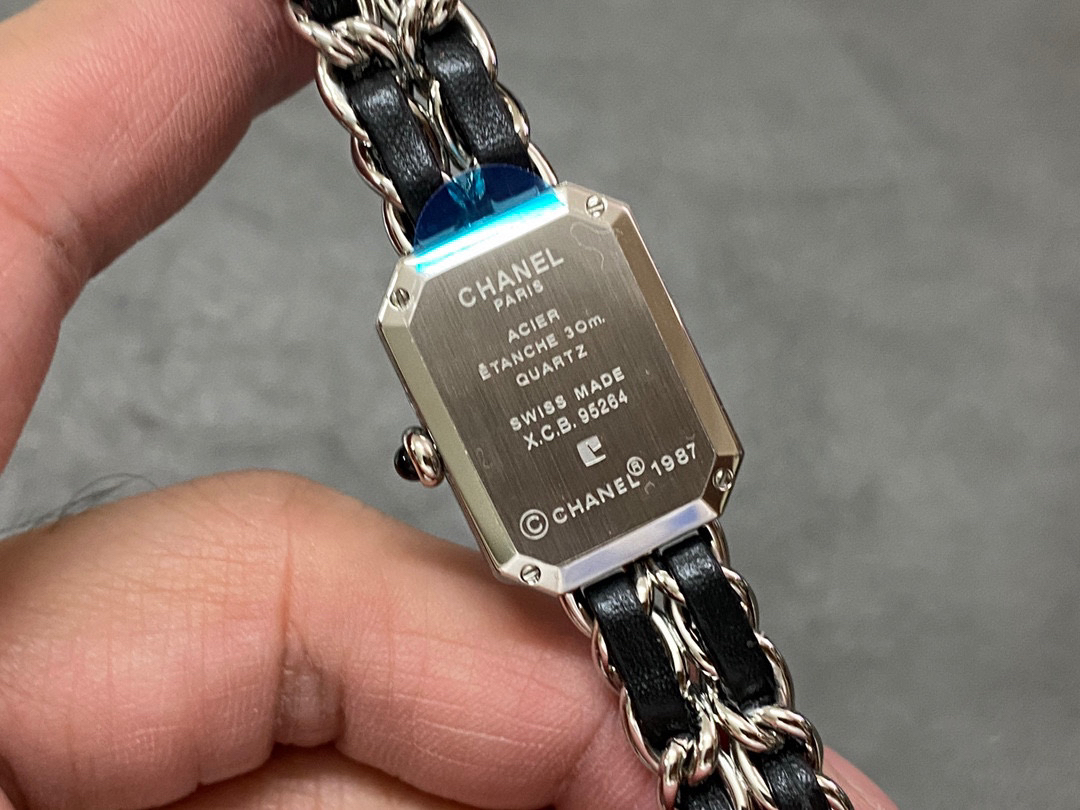 CHANEL
PARIS
ACIER
ÉTANCHE 30m.
QUARTZ
SWISS MADE
X.C.B. 95264
© CHANEL® 1987